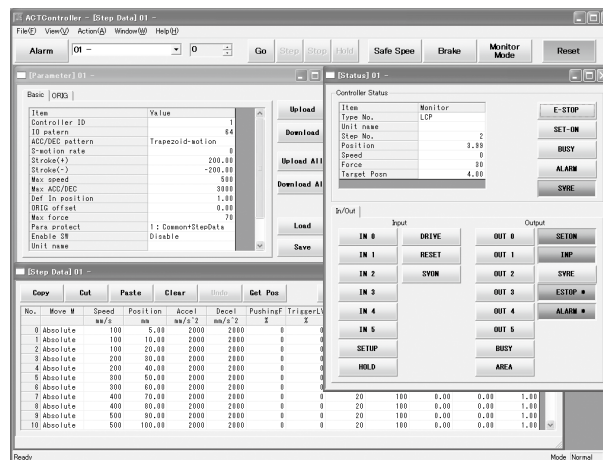 ACTController - [Step Data] 01 -
File(F) View(V) Action(A) Window(W) Help(H)
Alarm 01 - 0 Go Step Stop Hold Safe Spee Brake Monitor Mode Reset
[Parameter] 01 -
Basic ORIG
Item Value
Controller ID 1
IO patern 64
ACC/DEC pattern Trapezoid-motion
S-motion rate 0
Stroke(+) 200.00
Stroke(-) -200.00
Max speed 500
Max ACC/DEC 3000
Def In position 1.00
ORIG offset 0.00
Max force 70
Para protect 1:Common+StepData
Enable SW Disable
Unit name
Upload
Download
Upload All
Download Al
Load
Save
[Status] 01 -
Controller Status
Item Monitor
Type No. LCP
Unit name
Step No. 2
Position 3.99
Speed 0
Force 30
Target Posn 4.00
E-STOP
SET-ON
BUSY
ALARM
SVRE
In/Out
Input Output
IN 0 DRIVE OUT 0 SETON
IN 1 RESET OUT 1 INP
IN 2 SVON OUT 2 SVRE
IN 3 OUT 3 ESTOP ●
IN 4 OUT 4 ALARM ●
IN 5 OUT 5
SETUP BUSY
HOLD AREA
[Step Data] 01 -
Copy Cut Paste Clear Undo Get Pos
No. Move M Speed Position Accel Decel PushingF TriggerLV
mm/s mm mm/s^2 mm/s^2 % %
0 Absolute 100 5.00 2000 2000 0 0
1 Absolute 100 10.00 2000 2000 0 0
2 Absolute 100 20.00 2000 2000 0 0
3 Absolute 200 30.00 2000 2000 0 0
4 Absolute 200 40.00 2000 2000 0 0
5 Absolute 300 50.00 2000 2000 0 0
6 Absolute 300 60.00 2000 2000 0 0
7 Absolute 400 70.00 2000 2000 0 0 20 100 0.00 0.00 1.00
8 Absolute 400 80.00 2000 2000 0 0 20 100 0.00 0.00 1.00
9 Absolute 500 90.00 2000 2000 0 0 20 100 0.00 0.00 1.00
10 Absolute 500 100.00 2000 2000 0 0 20 100 0.00 0.00 1.00
Ready Mode Normal